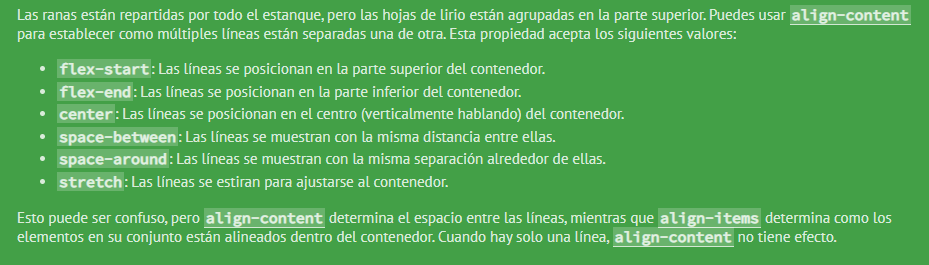 Las ranas están repartidas por todo el estanque, pero las hojas de lirio están agrupadas en la parte superior. Puedes usar align-content
para establecer como múltiples líneas están separadas una de otra. Esta propiedad acepta los siguientes valores:
• flex-start: Las líneas se posicionan en la parte superior del contenedor.
• flex-end: Las líneas se posicionan en la parte inferior del contenedor.
• center: Las líneas se posicionan en el centro (verticalmente hablando) del contenedor.
• space-between: Las líneas se muestran con la misma distancia entre ellas.
• space-around: Las líneas se muestran con la misma separación alrededor de ellas.
• stretch: Las líneas se estiran para ajustarse al contenedor.
Esto puede ser confuso, pero align-content determina el espacio entre las líneas, mientras que align-items determina como los
elementos en su conjunto están alineados dentro del contenedor. Cuando hay solo una línea, align-content no tiene efecto.